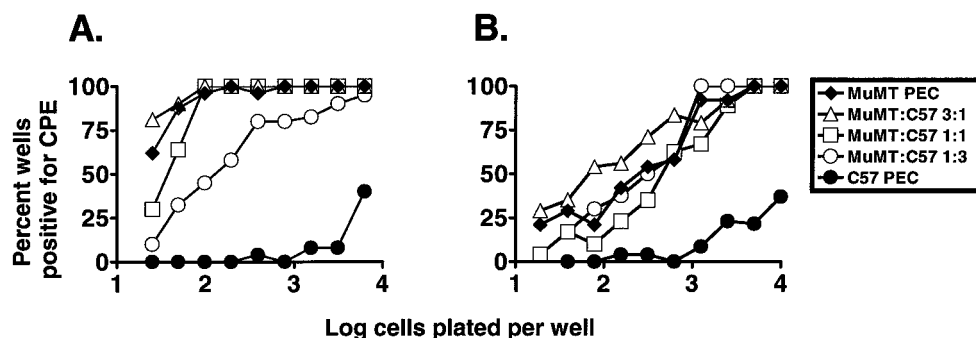 A.
B.
Percent wells
positive for CPE
100
75
50
25
0
1 2 3 4
100
75
50
25
0
1 2 3 4
Log cells plated per well
MuMT PEC
MuMT:C57 3:1
MuMT:C57 1:1
MuMT:C57 1:3
C57 PEC